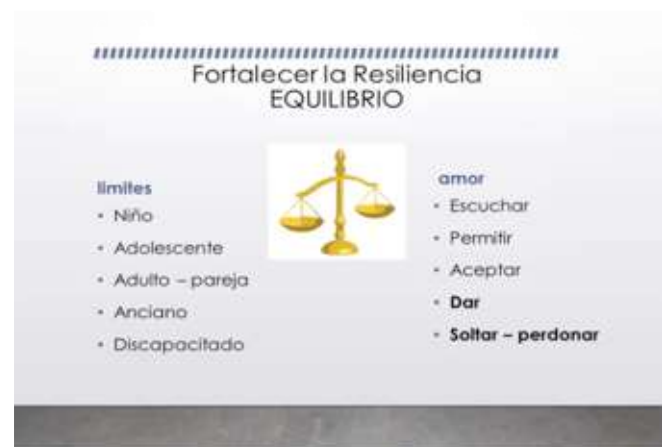 Fortalecer la Resiliencia
EQUILIBRIO
limites
• Niño
• Adolescente
• Adulto – pareja
• Anciano
• Discapacitado
amor
• Escuchar
• Permitir
• Aceptar
• Dar
• Soltar – perdonar